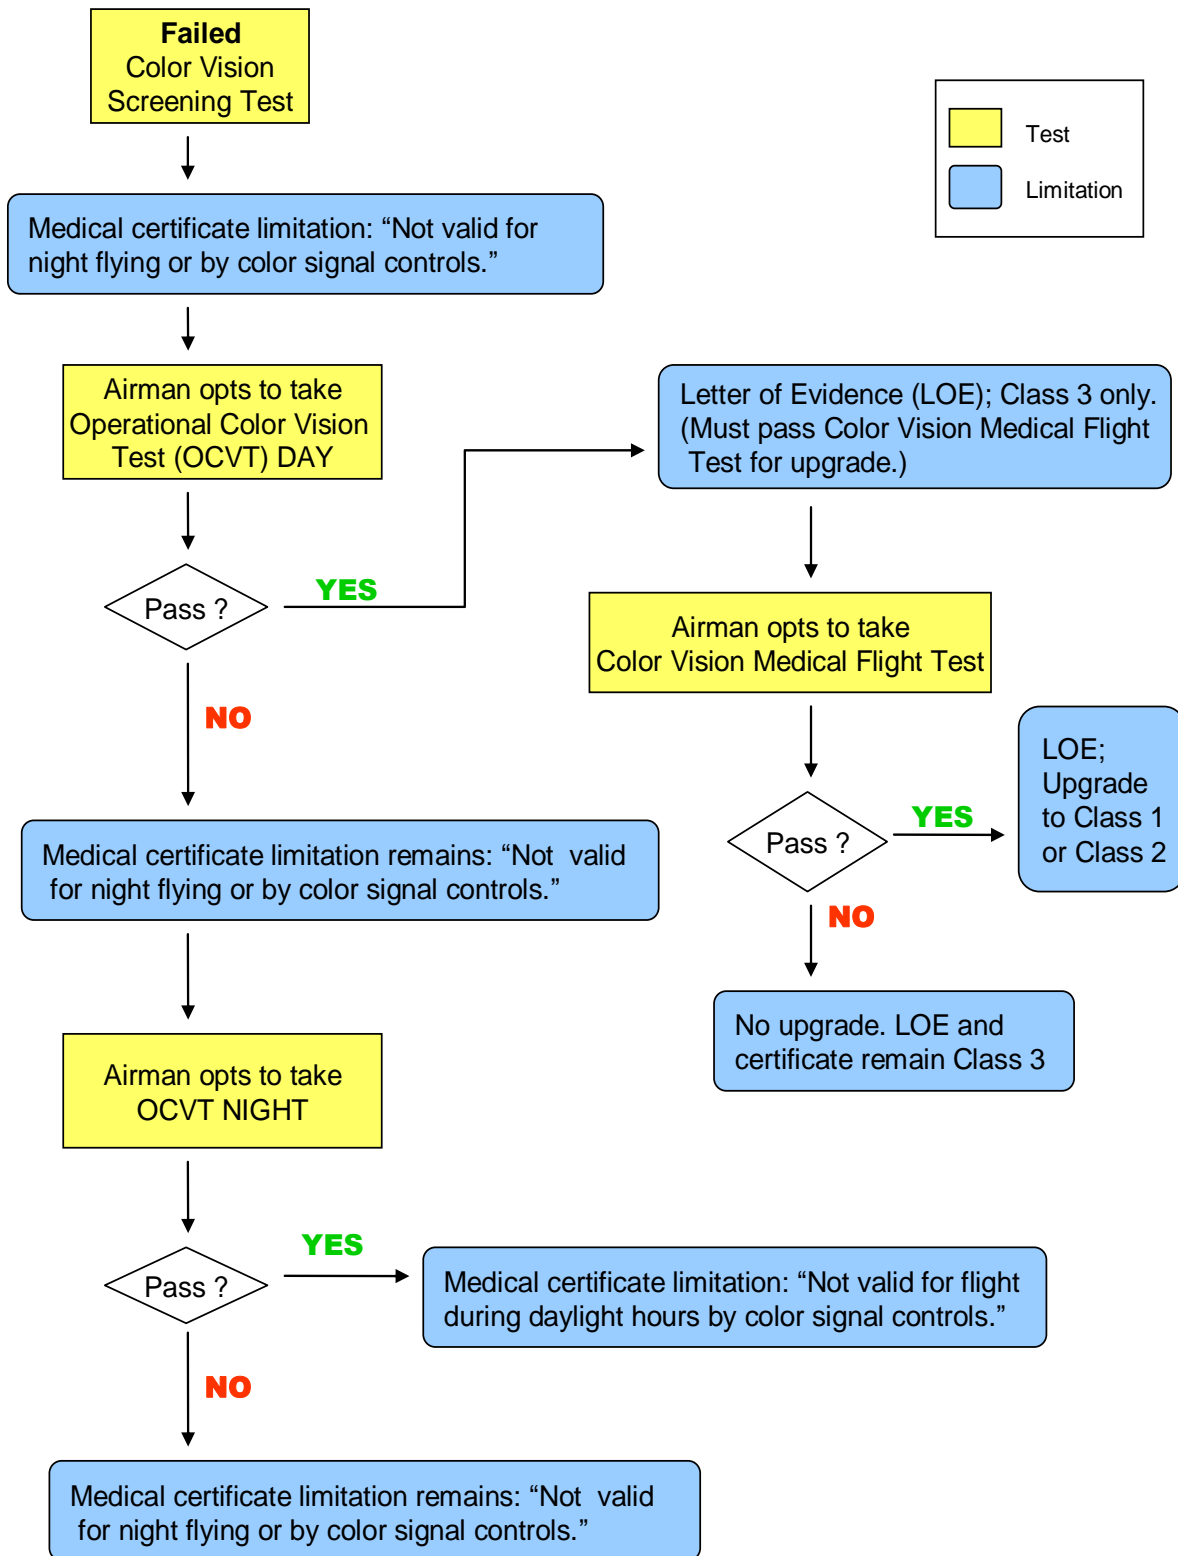 Failed
Color Vision
Screening Test
Test
Limitation
Medical certificate limitation: “Not valid for
night flying or by color signal controls.”
Airman opts to take
Operational Color Vision
Test (OCVT) DAY
Letter of Evidence (LOE); Class 3 only.
(Must pass Color Vision Medical Flight
Test for upgrade.)
Pass ?
YES
NO
Airman opts to take
Color Vision Medical Flight Test
Pass ?
YES
LOE;
Upgrade
to Class 1
or Class 2
NO
No upgrade. LOE and
certificate remain Class 3
Medical certificate limitation remains: “Not valid
for night flying or by color signal controls.”
Airman opts to take
OCVT NIGHT
Pass ?
YES
Medical certificate limitation: “Not valid for flight
during daylight hours by color signal controls.”
NO
Medical certificate limitation remains: “Not valid
for night flying or by color signal controls.”